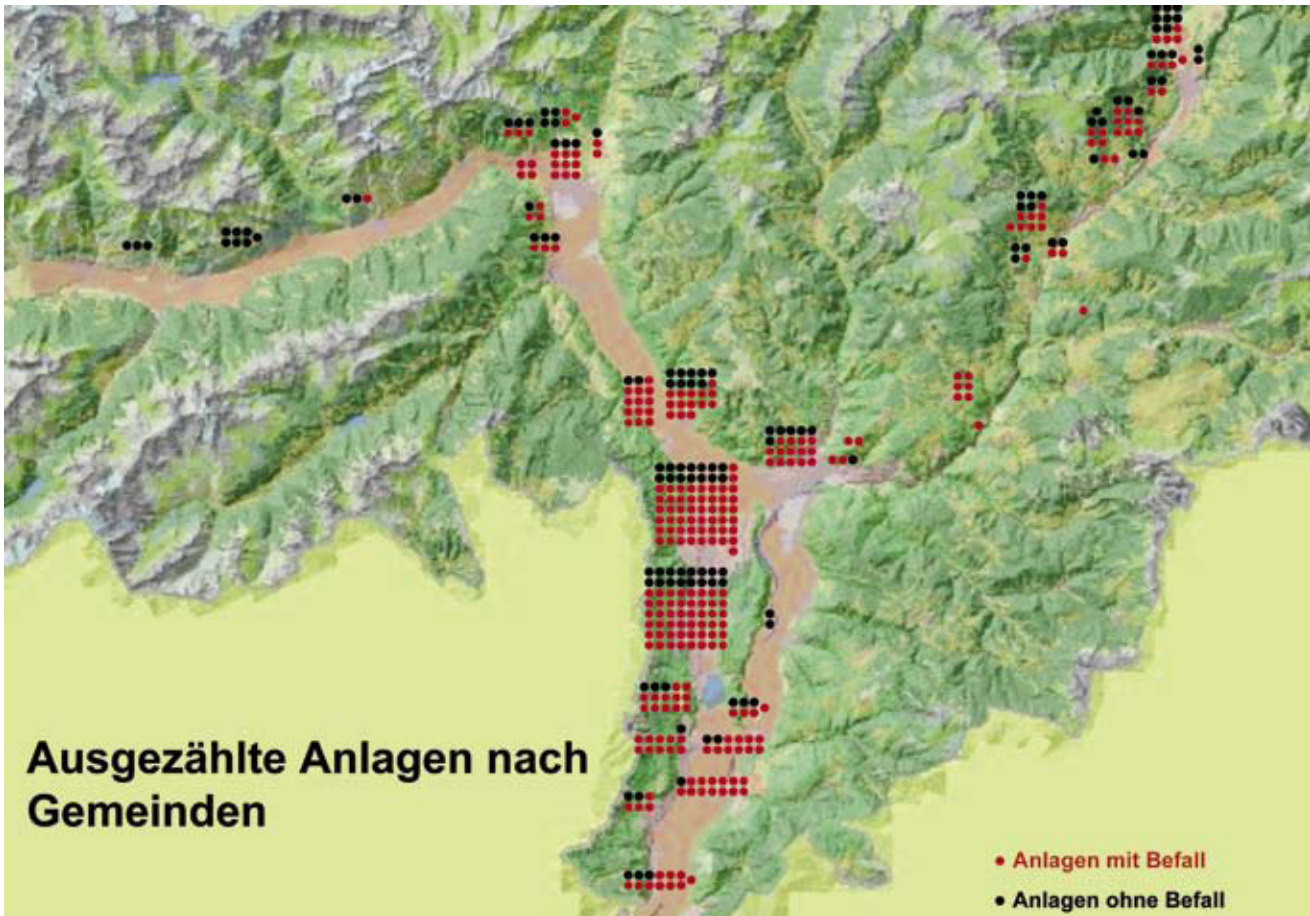 Ausgezählte Anlagen nach
Gemeinden
Anlagen mit Befall
Anlagen ohne Befall